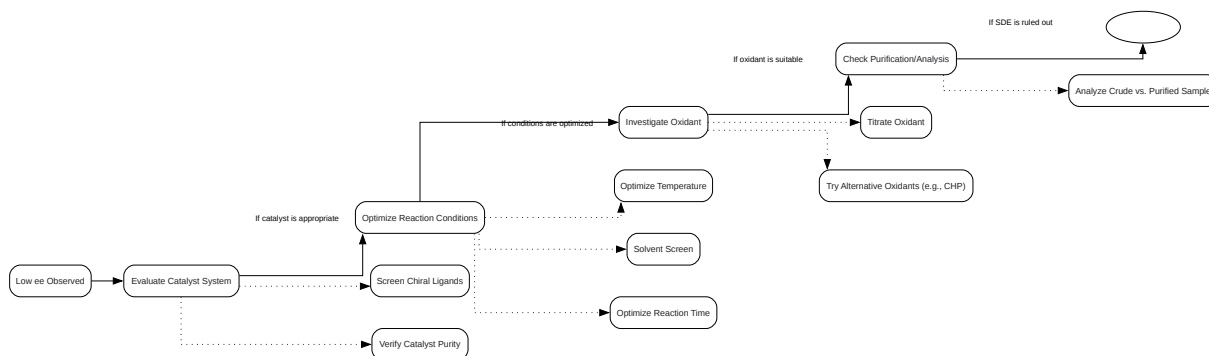 If SDE is ruled out
If oxidant is suitable
Check Purification/Analysis
Analyze Crude vs. Purified Sample
If conditions are optimized
Investigate Oxidant
Titrate Oxidant
Optimize Temperature
Try Alternative Oxidants (e.g., CHP)
If catalyst is appropriate
Optimize Reaction Conditions
Solvent Screen
Low ee Observed
Evaluate Catalyst System
Screen Chiral Ligands
Optimize Reaction Time
Verify Catalyst Purity